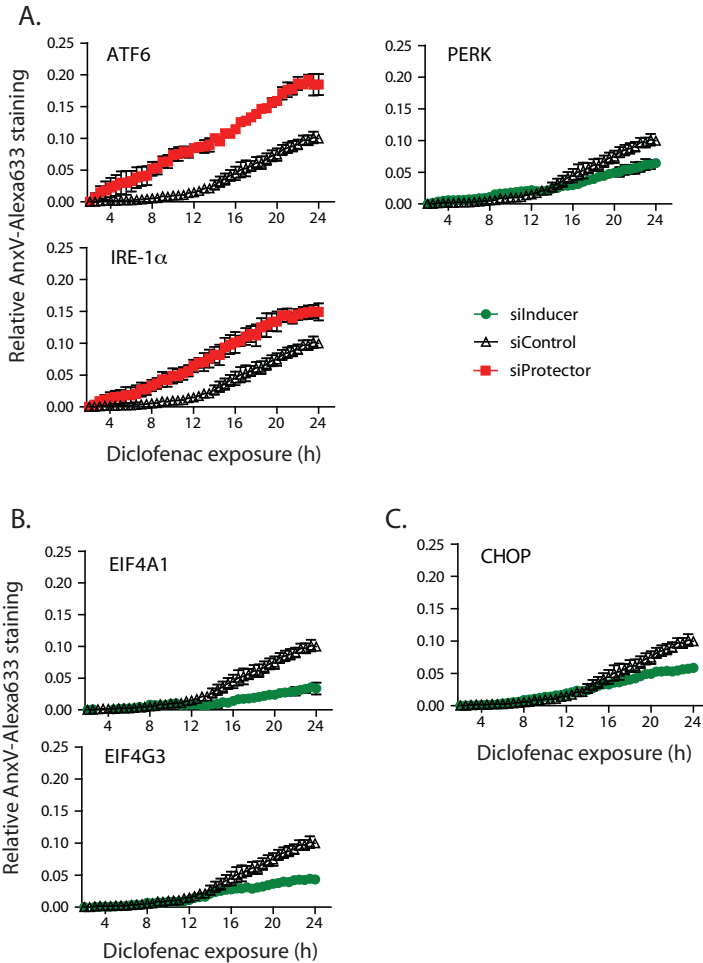 A.
Relative AnxV-Alexa633 staining
ATF6
0.25
0.20
0.15
0.10
0.05
0.00
4 8 12 16 20 24
PERK
0.25
0.20
0.15
0.10
0.05
0.00
4 8 12 16 20 24
IRE-1α
0.25
0.20
0.15
0.10
0.05
0.00
4 8 12 16 20 24
Diclofenac exposure (h)
siInducer
siControl
siProtector
B.
Relative AnxV-Alexa633 staining
EIF4A1
0.25
0.20
0.15
0.10
0.05
0.00
4 8 12 16 20 24
EIF4G3
0.25
0.20
0.15
0.10
0.05
0.00
4 8 12 16 20 24
Diclofenac exposure (h)
C.
CHOP
0.25
0.20
0.15
0.10
0.05
0.00
4 8 12 16 20 24
Diclofenac exposure (h)